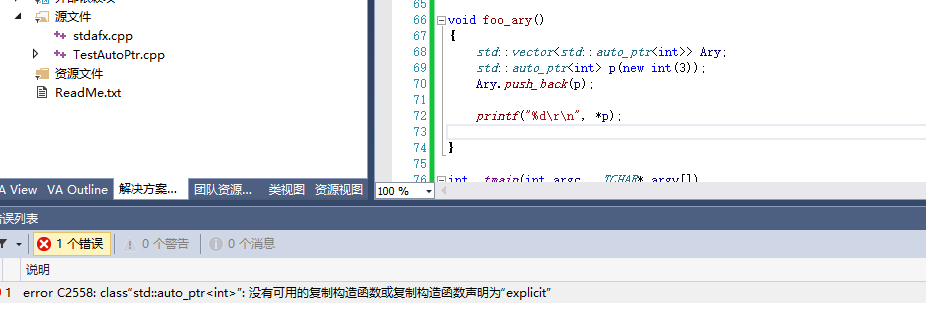 源文件
stdafx.cpp
TestAutoPtr.cpp
资源文件
ReadMe.txt
A View VA Outline 解决方案... 团队资源... 类视图 资源视图
65
66 void foo_ary()
67 {
68 std::vector<std::auto_ptr<int>> Ary;
69 std::auto_ptr<int> p(new int(3));
70 Ary.push_back(p);
71
72 printf("%d\r\n", *p);
73
74 }
75
76 int _tmain(int argc, _TCHAR* argv[])
100 %
错误列表
1 个错误 0 个警告 0 个消息
说明
1 error C2558: class“std::auto_ptr<int>”: 没有可用的复制构造函数或复制构造函数声明为“explicit”